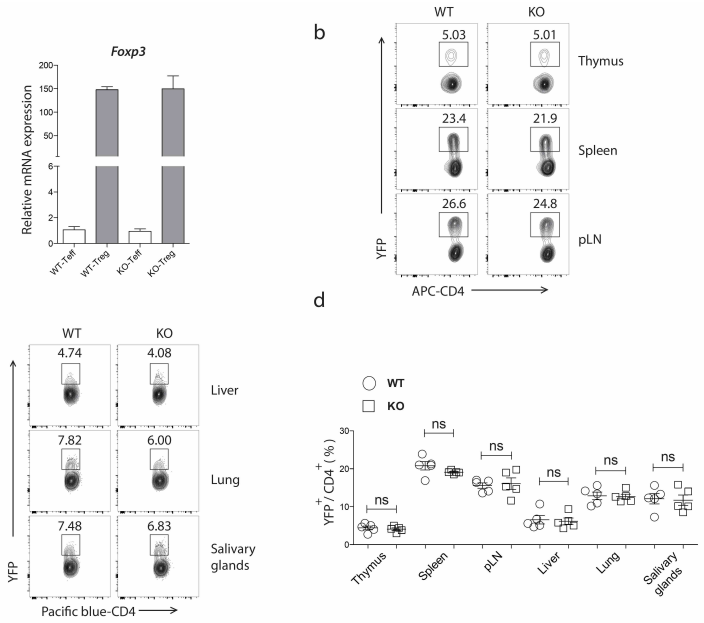 Foxp3
Relative mRNA expression
200
150
100
50
6
4
2
0
WT-Teff
WT-Treg
KO-Teff
KO-Treg
b
WT KO
5.03 5.01
Thymus
23.4 21.9
Spleen
26.6 24.8
pLN
YFP
APC-CD4
WT KO
4.74 4.08
Liver
7.82 6.00
Lung
7.48 6.83
Salivary
glands
YFP
Pacific blue-CD4
d
WT
KO
YFP+/ CD4+ (%)
30
20
10
0
ns
ns
ns
ns
ns
ns
Thymus
Spleen
pLN
Liver
Lung
Salivary
glands